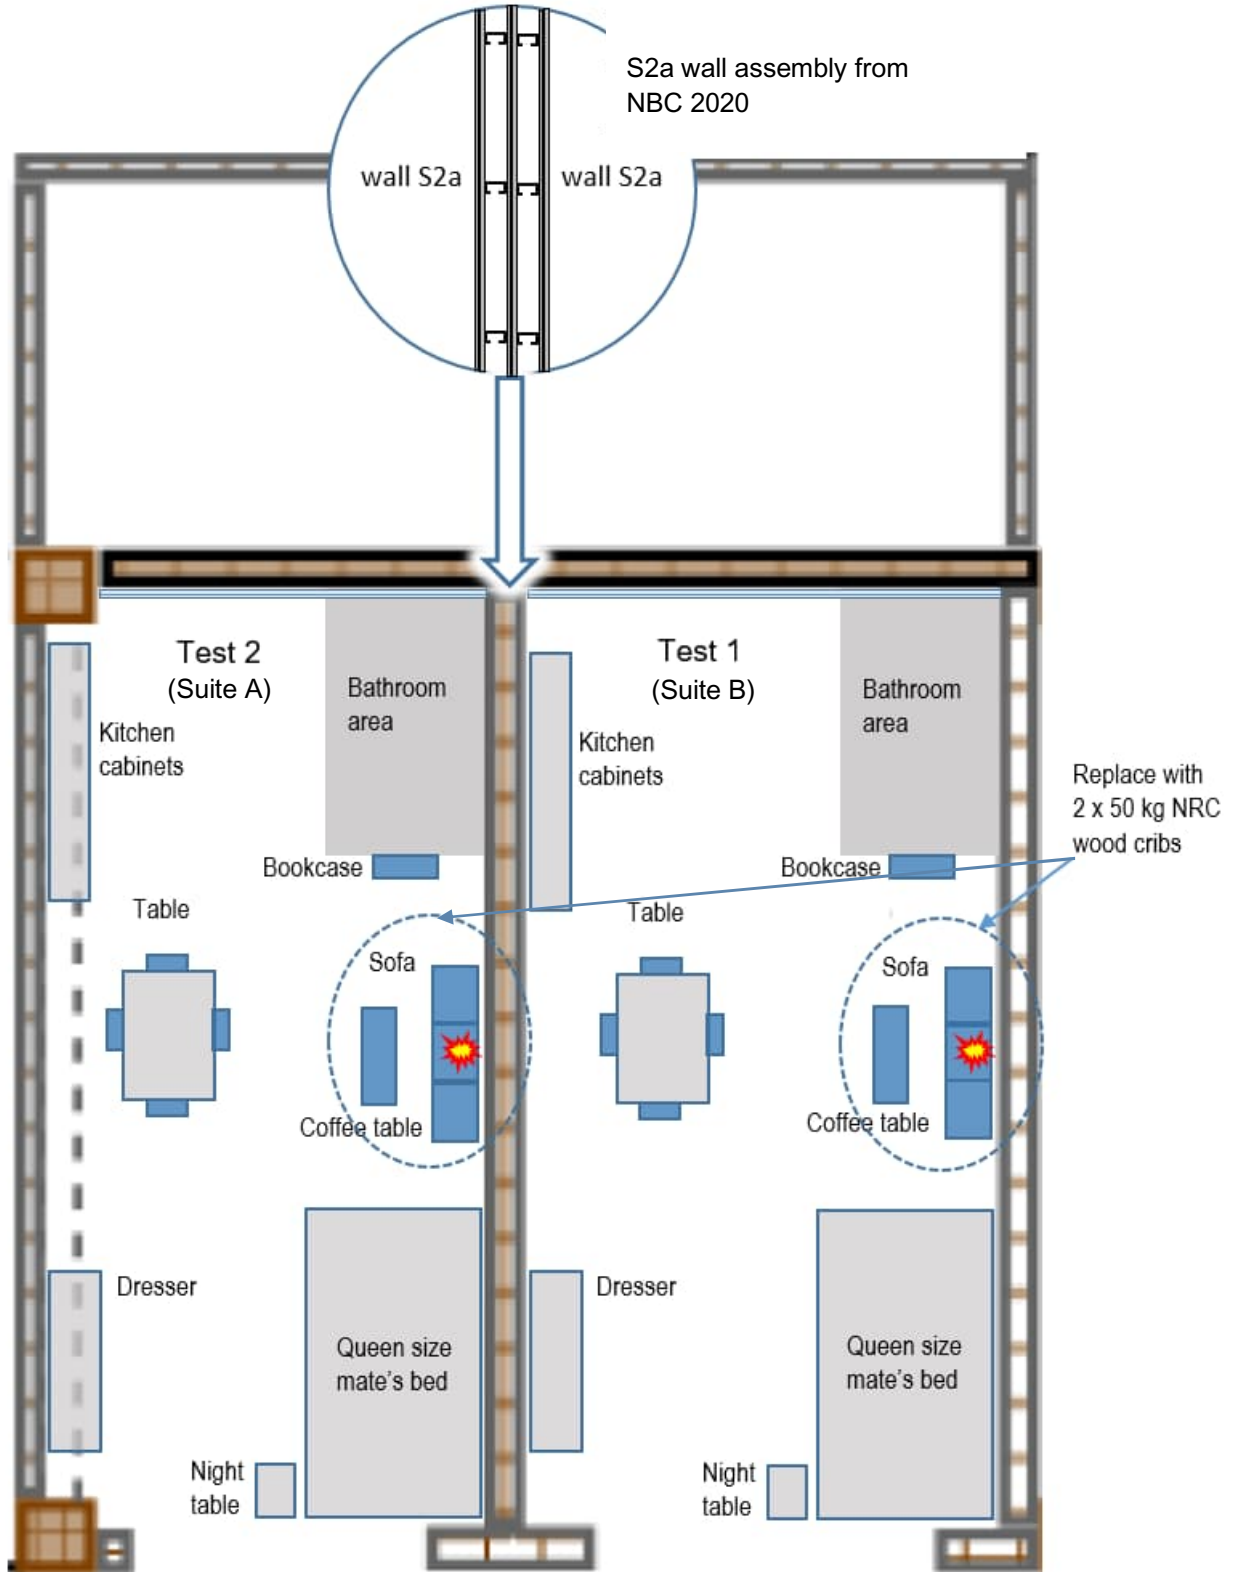 S2a wall assembly from
NBC 2020
wall S2a
wall S2a
Test 2
(Suite A)
Bathroom
area
Kitchen
cabinets
Bookcase
Table
Sofa
Coffee table
Dresser
Queen size
mate's bed
Night
table
Test 1
(Suite B)
Bathroom
area
Kitchen
cabinets
Bookcase
Table
Sofa
Coffee table
Dresser
Queen size
mate's bed
Night
table
Replace with
2 x 50 kg NRC
wood cribs